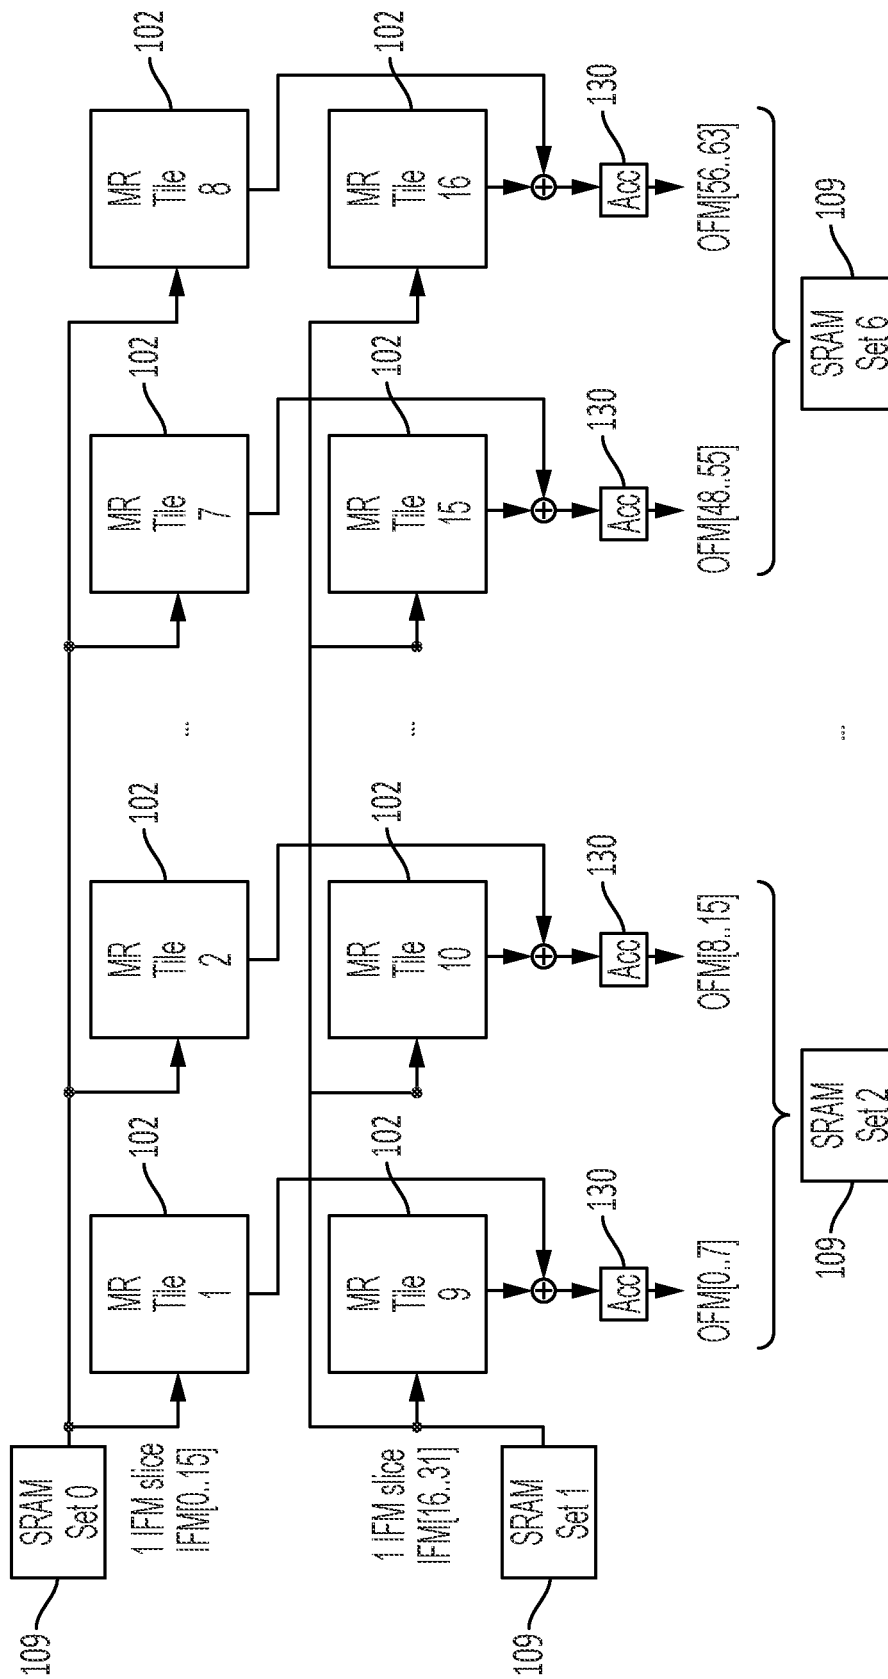 109
SRAM
Set 0
1 IFM slice
IFM[0..15]
MR
Tile
1
102
MR
Tile
2
102
...
MR
Tile
7
102
MR
Tile
8
102
1 IFM slice
IFM[16..31]
109
SRAM
Set 1
MR
Tile
9
102
MR
Tile
10
102
...
MR
Tile
15
102
MR
Tile
16
102
+
+
+
+
Acc
130
Acc
130
Acc
130
Acc
130
OFM[0..7]
OFM[8..15]
OFM[48..55]
OFM[56..63]
109
SRAM
Set 2
...
SRAM
Set 6
109